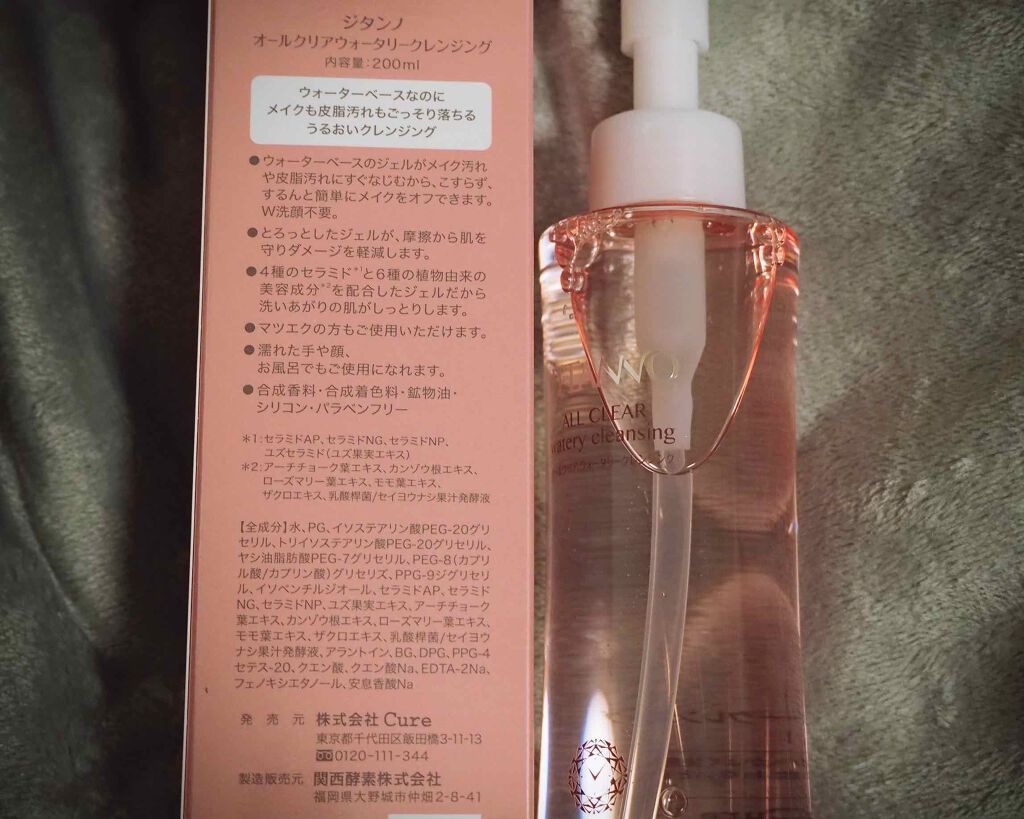 ジタンノ
オールクリアウォータリークレンジング
内容量:200ml
ウォーターベースなのに
メイクも皮脂汚れもごっそり落ちる
うるおいクレンジング
●ウォーターベースのジェルがメイク汚れ
や皮脂汚れにすぐなじむから、こすらず、
するんと簡単にメイクをオフできます。
W洗顔不要。
●とろっとしたジェルが、摩擦から肌を
守りダメージを軽減します。
●4種のセラミド*1と6種の植物由来の
美容成分*2を配合したジェルだから
洗いあがりの肌がしっとりします。
●マツエクの方もご使用いただけます。
●濡れた手や顔、
お風呂でもご使用になれます。
●合成香料・合成着色料・鉱物油・
シリコン・パラベンフリー
*1:セラミドAP、セラミドNG、セラミドNP、
ユズセラミド(ユズ果実エキス)
*2:アーチチョーク葉エキス、カンゾウ根エキス、
ローズマリー葉エキス、モモ葉エキス、
ザクロエキス、乳酸桿菌/セイヨウナシ果汁発酵液
【全成分】水、PG、イソステアリン酸PEG-20グリ
セリル、トリイソステアリン酸PEG-20グリセリル、
ヤシ油脂肪酸PEG-7グリセリル、PEG-8(カプリ
ル酸/カプリン酸)グリセリズ、PPG-9ジグリセリ
ル、イソペンチルジオール、セラミドAP、セラミド
NG、セラミドNP、ユズ果実エキス、アーチチョーク
葉エキス、カンゾウ根エキス、ローズマリー葉エキス、
モモ葉エキス、ザクロエキス、乳酸桿菌/セイヨウ
ナシ果汁発酵液、アラントイン、BG、DPG、PPG-4
セテス-20、クエン酸、クエン酸Na、EDTA-2Na、
フェノキシエタノール、安息香酸Na
発売元 株式会社Cure
東京都千代田区飯田橋3-11-13
0120-111-344
製造販売元 関西酵素株式会社
福岡県大野城市仲畑2-8-41
ALL CLEAR
watery cleansing
オールクリアウォータリークレンジング